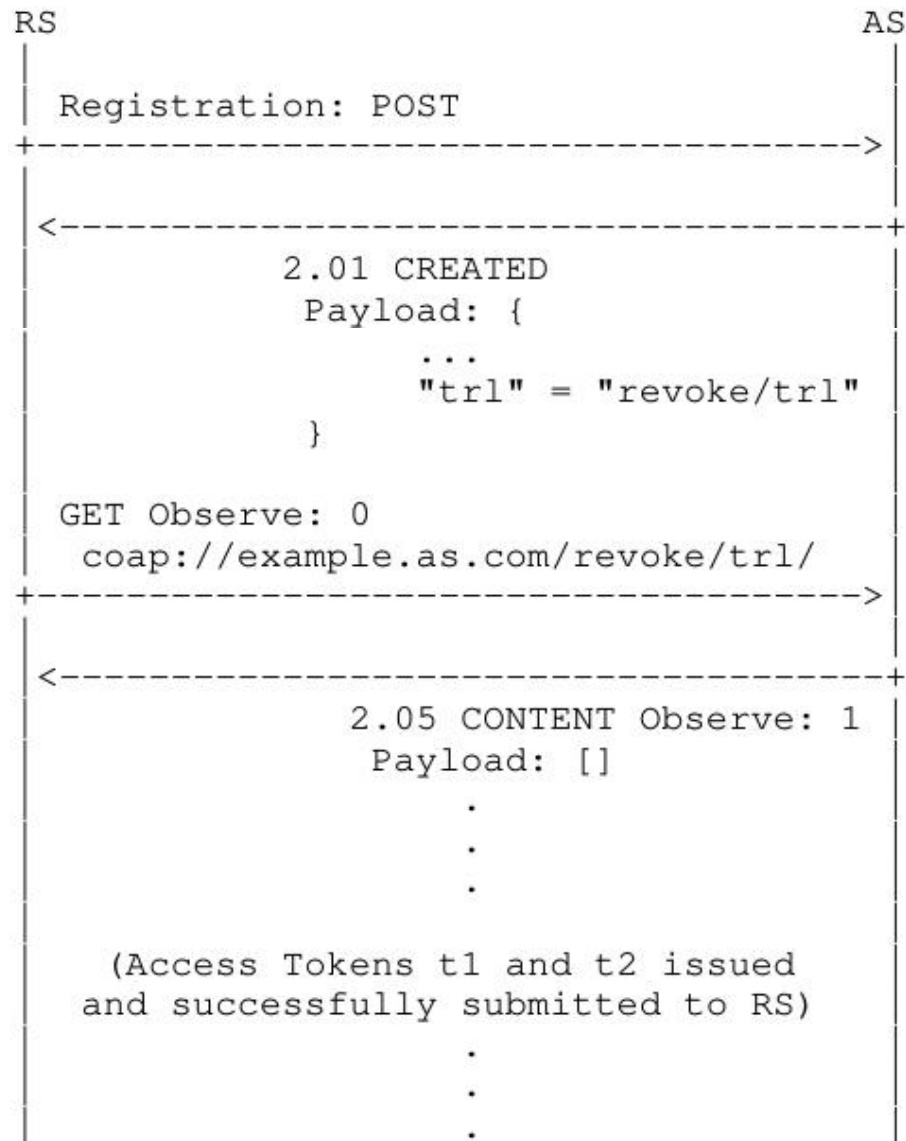 RS AS
Registration: POST
2.01 CREATED
Payload: {
...
"trl" = "revoke/trl"
}
GET Observe: 0
coap://example.as.com/revoke/trl/
2.05 CONTENT Observe: 1
Payload: []
.
.
.
(Access Tokens t1 and t2 issued
and successfully submitted to RS)
.
.
.